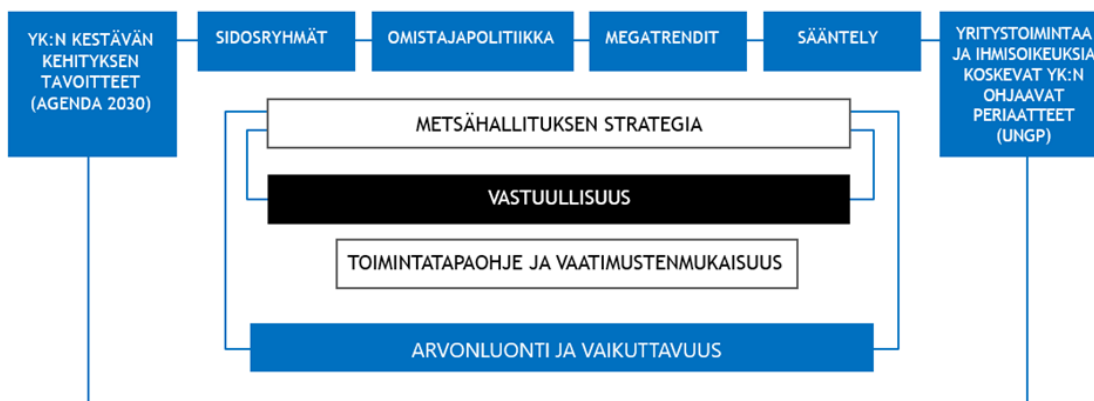 YK:N KESTÄVÄN
KEHITYKSEN
TAVOITTEET
(AGENDA 2030)
SIDOSRYHMÄT
OMISTAJAPOLITIIKKA
MEGATRENDIT
SÄÄNTELY
YRITYSTOIMINTAA
JA IHMISOIKEUKSIA
KOSKEVAT YK:N
OHJAAVAT
PERIAATTEET
(UNGP)
METSÄHALLITUKSEN STRATEGIA
VASTUULLISUUS
TOIMINTATAPAOHJE JA VAATIMUSTENMUKAISUUS
ARVONLUONTI JA VAIKUTTAVUUS